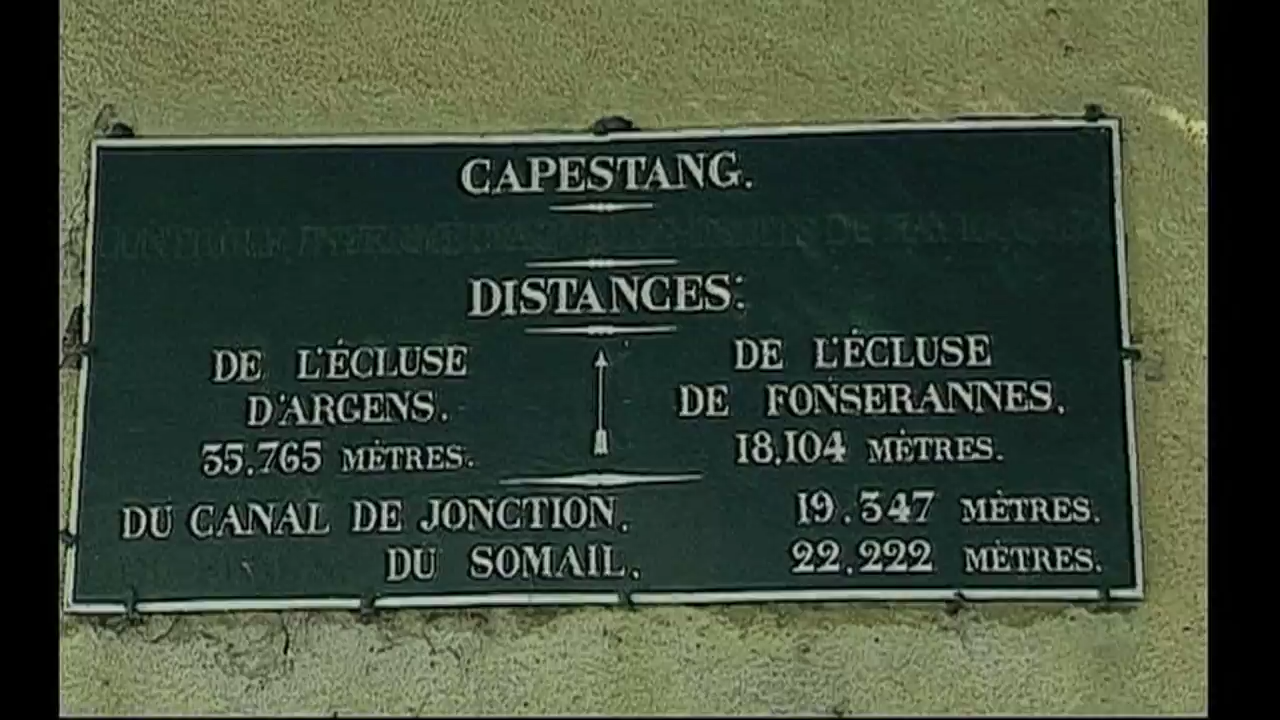 CAPESTANG.
DISTANCES:
DE L'ÉCLUSE
D'ARGENS.
35,765 MÈTRES.
DE L'ÉCLUSE
DE FONSERANNES.
18,104 MÈTRES.
DU CANAL DE JONCTION. 19.347 MÈTRES.
DU SOMAIL. 22.222 MÈTRES.